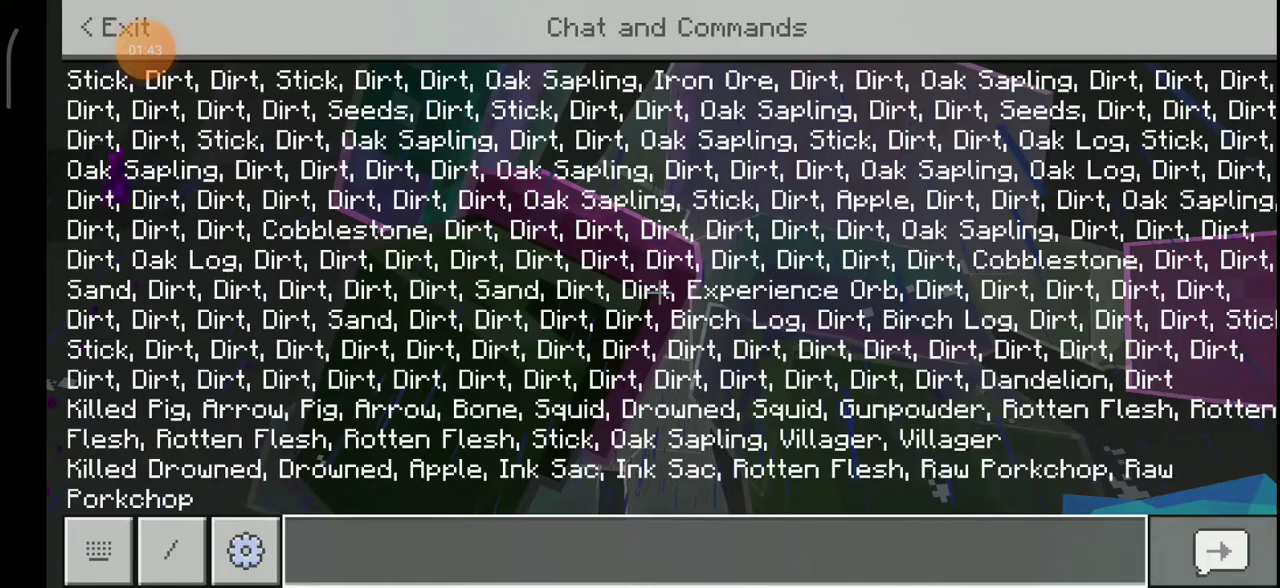 < Exit
Chat and Commands
01:43
Stick, Dirt, Dirt, Stick, Dirt, Dirt, Oak Sapling, Iron Ore, Dirt, Dirt, Oak Sapling, Dirt, Dirt, Dirt,
Dirt, Dirt, Dirt, Dirt, Seeds, Dirt, Stick, Dirt, Dirt, Oak Sapling, Dirt, Dirt, Seeds, Dirt, Dirt, Dirt
Dirt, Dirt, Stick, Dirt, Oak Sapling, Dirt, Dirt, Oak Sapling, Stick, Dirt, Dirt, Oak Log, Stick, Dirt,
Oak Sapling, Dirt, Dirt, Dirt, Dirt, Oak Sapling, Dirt, Dirt, Dirt, Oak Sapling, Oak Log, Dirt, Dirt,
Dirt, Dirt, Dirt, Dirt, Dirt, Dirt, Dirt, Oak Sapling, Stick, Dirt, Apple, Dirt, Dirt, Dirt, Oak Sapling,
Dirt, Dirt, Dirt, Cobblestone, Dirt, Dirt, Dirt, Dirt, Dirt, Dirt, Dirt, Oak Sapling, Dirt, Dirt, Dirt,
Dirt, Oak Log, Dirt, Dirt, Dirt, Dirt, Dirt, Dirt, Dirt, Dirt, Dirt, Dirt, Dirt, Cobblestone, Dirt, Dirt,
Sand, Dirt, Dirt, Dirt, Dirt, Dirt, Sand, Dirt, Dirt, Experience Orb, Dirt, Dirt, Dirt, Dirt, Dirt,
Dirt, Dirt, Dirt, Dirt, Sand, Dirt, Dirt, Dirt, Dirt, Birch Log, Dirt, Birch Log, Dirt, Dirt, Dirt, Stic
Stick, Dirt, Dirt, Dirt, Dirt, Dirt, Dirt, Dirt, Dirt, Dirt, Dirt, Dirt, Dirt, Dirt, Dirt, Dirt, Dirt, Dirt,
Dirt, Dirt, Dirt, Dirt, Dirt, Dirt, Dirt, Dirt, Dirt, Dirt, Dirt, Dirt, Dirt, Dirt, Dandelion, Dirt
Killed Pig, Arrow, Pig, Arrow, Bone, Squid, Drowned, Squid, Gunpowder, Rotten Flesh, Rotten
Flesh, Rotten Flesh, Rotten Flesh, Stick, Oak Sapling, Villager, Villager
Killed Drowned, Drowned, Apple, Ink Sac, Ink Sac, Rotten Flesh, Raw Porkchop, Raw
Porkchop
/